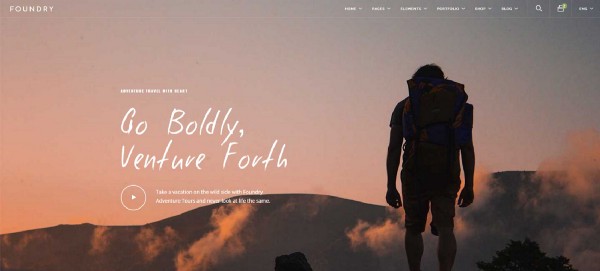 FOUNDRY
HOME PAGES ELEMENTS PORTFOLIO SHOP BLOG ENG
ADVENTURE TRAVEL WITH HEART
Go Boldly,
Venture Forth
Take a vacation on the wild side with Foundry
Adventure Tours and never look at life the same.